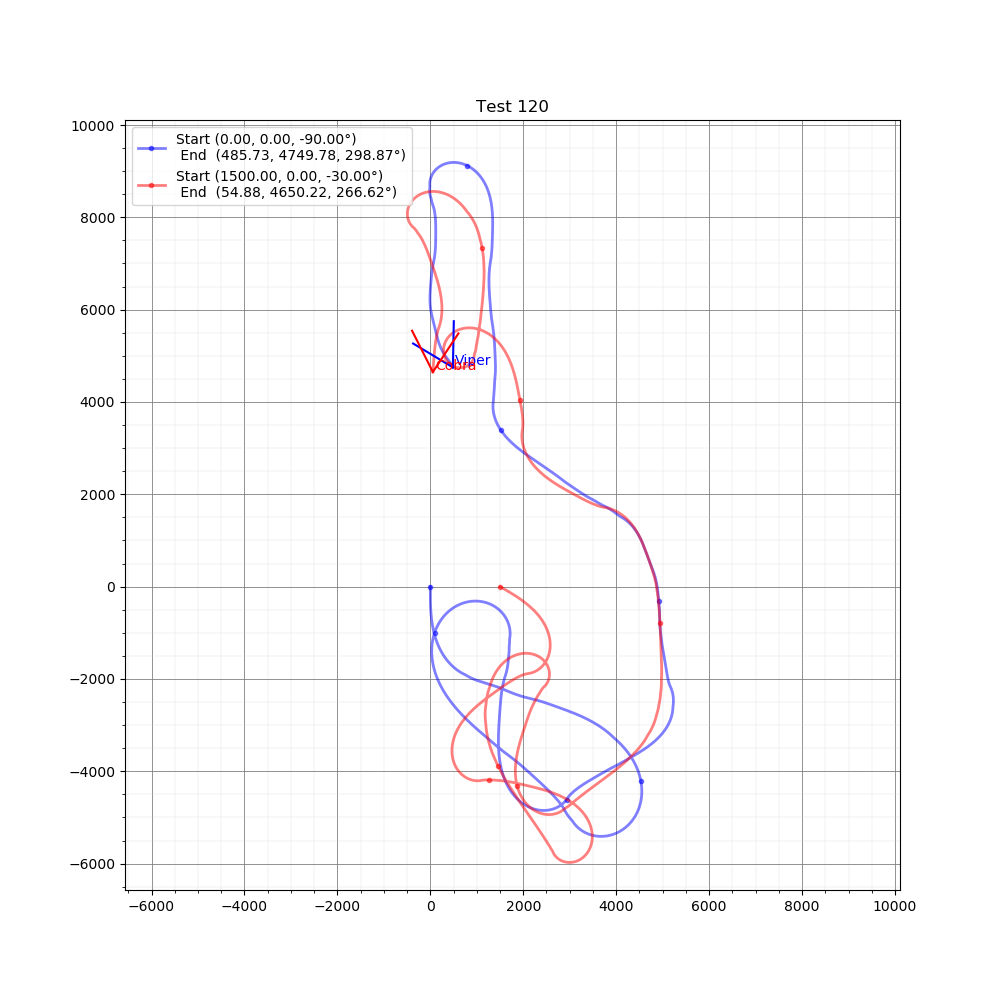 Test 120
Start (0.00, 0.00, -90.00°)
End (485.73, 4749.78, 298.87°)
Start (1500.00, 0.00, -30.00°)
End (54.88, 4650.22, 266.62°)
10000
8000
6000
4000
2000
0
−2000
−4000
−6000
Viper
Cobra
−6000 −4000 −2000 0 2000 4000 6000 8000 10000